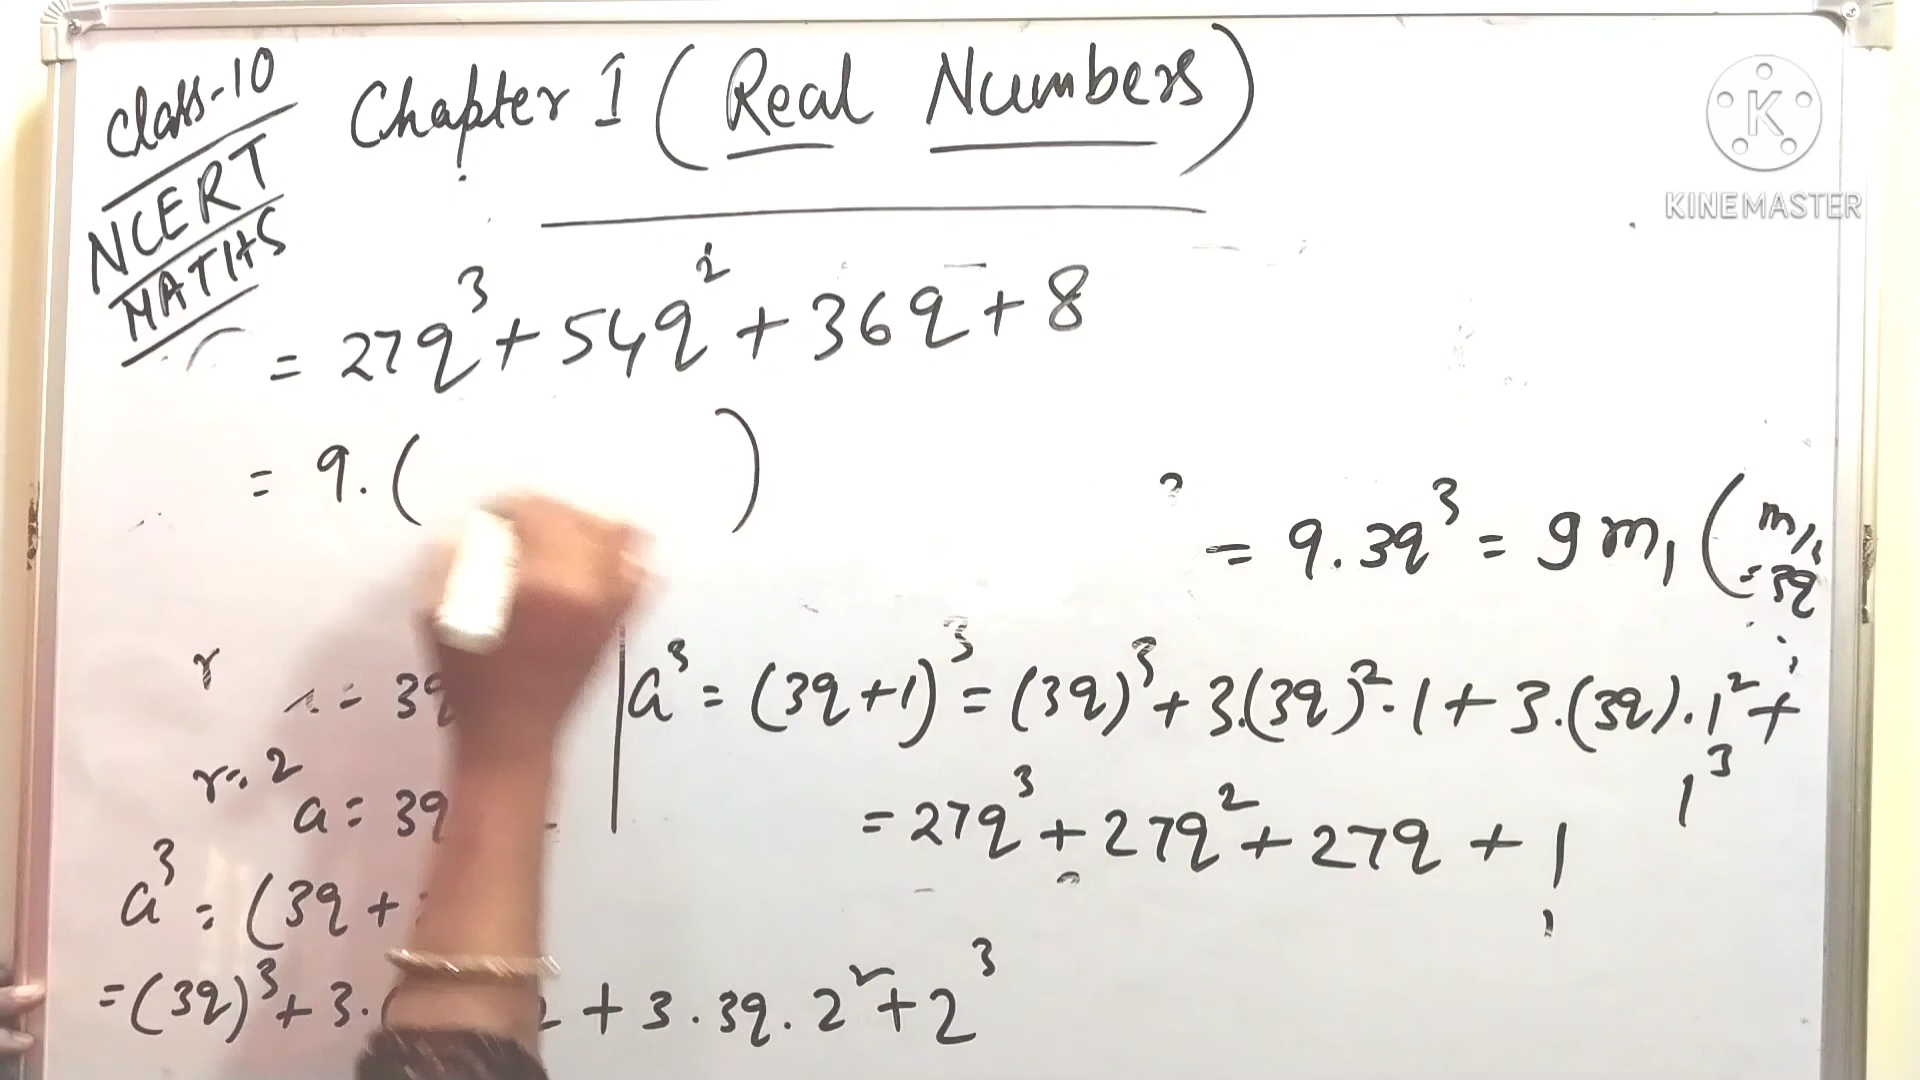 Class-10
NCERT
MATHS
Chapter I (Real Numbers)
KINEMASTER
= 27q³ + 54q² + 36q + 8
= 9. ( )
= 9.3q³ = 9m₁ (m₁ = 3q
r = 3q
a³ = (3q+1)³ = (3q)³ + 3.(3q)².1 + 3.(3q).1² + 1³
r = 2
a = 3q
= 27q³ + 27q² + 27q + 1
a³ = (3q +
= (3q)³ + 3.( 2 + 3.3q.2² + 2³